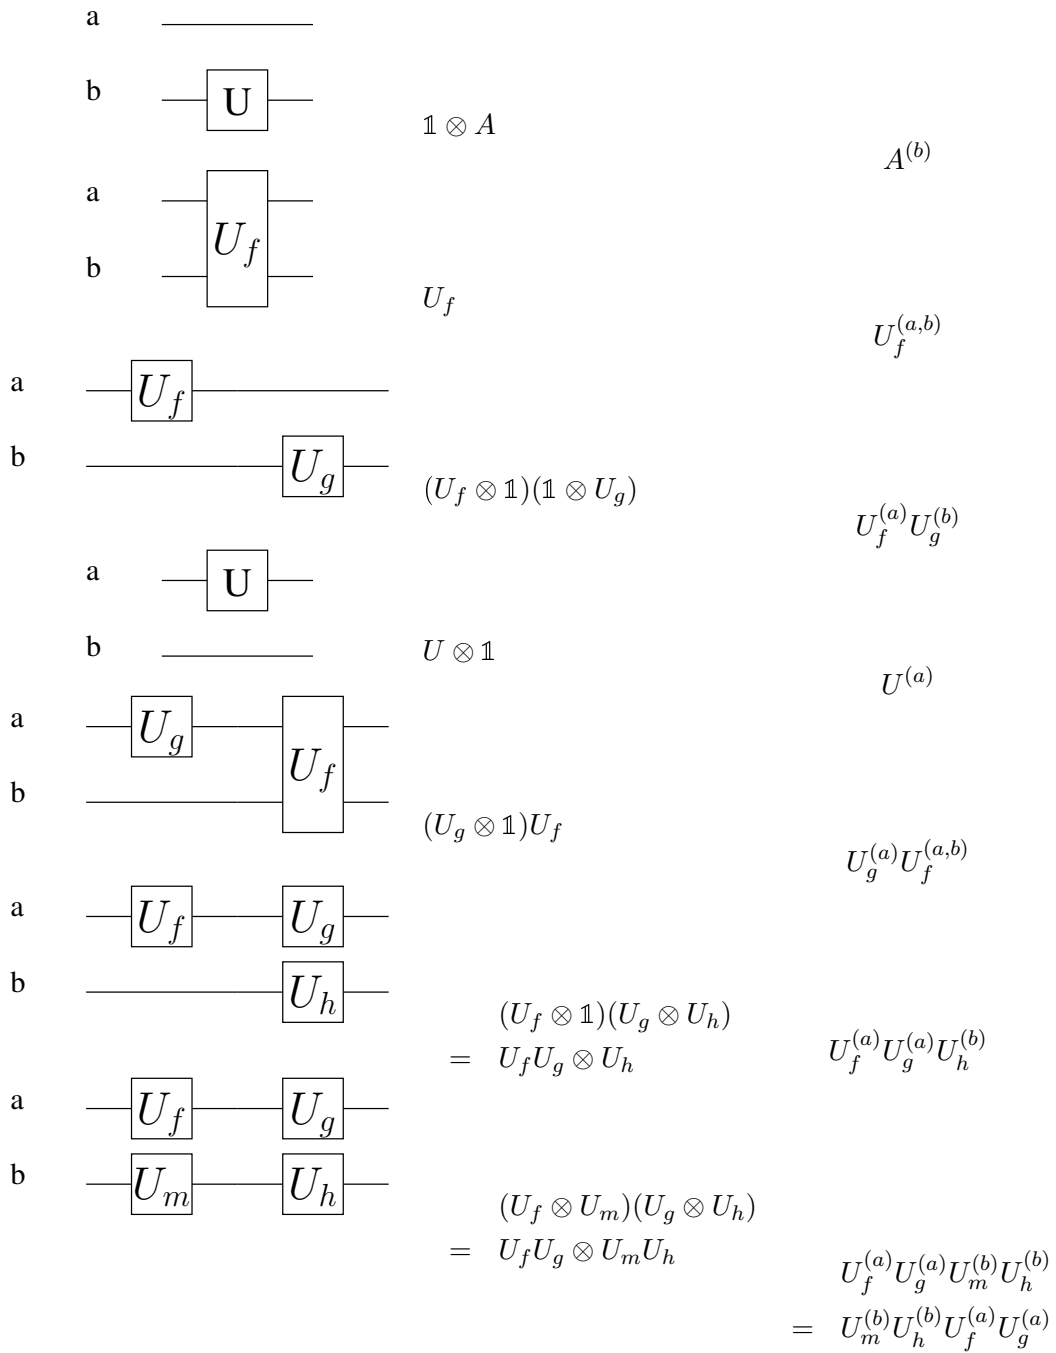 a
b U
𝟙 ⊗ A
A^{(b)}
a
U_f
b
U_f
U_f^{(a,b)}
a U_f
b U_g
(U_f ⊗ 𝟙)(𝟙 ⊗ U_g)
U_f^{(a)} U_g^{(b)}
a U
b
U ⊗ 𝟙
U^{(a)}
a U_g
U_f
b
(U_g ⊗ 𝟙)U_f
U_g^{(a)} U_f^{(a,b)}
a U_f U_g
b U_h
(U_f ⊗ 𝟙)(U_g ⊗ U_h)
= U_f U_g ⊗ U_h
U_f^{(a)} U_g^{(a)} U_h^{(b)}
a U_f U_g
b U_m U_h
(U_f ⊗ U_m)(U_g ⊗ U_h)
= U_f U_g ⊗ U_m U_h
U_f^{(a)} U_g^{(a)} U_m^{(b)} U_h^{(b)}
= U_m^{(b)} U_h^{(b)} U_f^{(a)} U_g^{(a)}